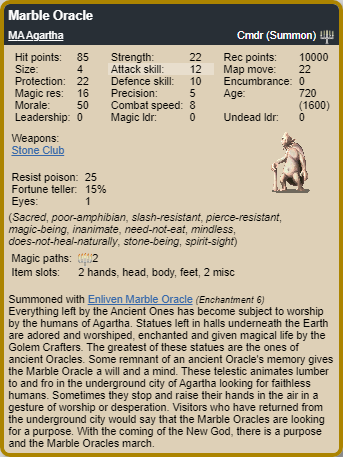 Marble Oracle
MA Agartha Cmdr (Summon)
Hit points: 85 Strength: 22 Rec points: 10000
Size: 4 Attack skill: 12 Map move: 22
Protection: 22 Defence skill: 10 Encumbrance: 0
Magic res: 16 Precision: 5 Age: 720
Morale: 50 Combat speed: 8 (1600)
Leadership: 0 Magic ldr: 0 Undead ldr: 0
Weapons:
Stone Club
Resist poison: 25
Fortune teller: 15%
Eyes: 1
(Sacred, poor-amphibian, slash-resistant, pierce-resistant,
magic-being, inanimate, need-not-eat, mindless,
does-not-heal-naturally, stone-being, spirit-sight)
Magic paths: 2
Item slots: 2 hands, head, body, feet, 2 misc
Summoned with Enliven Marble Oracle (Enchantment 6)
Everything left by the Ancient Ones has become subject to worship
by the humans of Agartha. Statues left in halls underneath the Earth
are adored and worshiped, enchanted and given magical life by the
Golem Crafters. The greatest of these statues are the ones of
ancient Oracles. Some remnant of an ancient Oracle's memory gives
the Marble Oracle a will and a mind. These telestic animates lumber
to and fro in the underground city of Agartha looking for faithless
humans. Sometimes they stop and raise their hands in the air in a
gesture of worship or desperation. Visitors who have returned from
the underground city would say that the Marble Oracles are looking
for a purpose. With the coming of the New God, there is a purpose
and the Marble Oracles march.